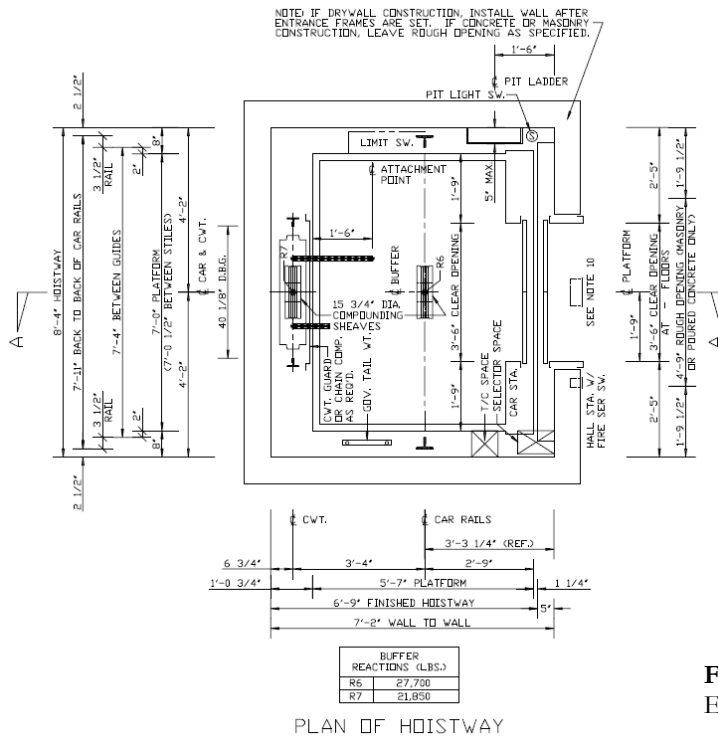 NOTE: IF DRYWALL CONSTRUCTION, INSTALL WALL AFTER
ENTRANCE FRAMES ARE SET. IF CONCRETE OR MASONRY
CONSTRUCTION, LEAVE ROUGH OPENING AS SPECIFIED.
1'-6"
℄ PIT LADDER
PIT LIGHT SW.
LIMIT SW.
℄ ATTACHMENT
POINT
5" MAX.
2 1/2"
8'-4" HOISTWAY
7'-11" BACK TO BACK OF CAR RAILS
3 1/2"
RAIL
7'-4" BETWEEN GUIDES
2"
7'-0" PLATFORM
(7'-0 1/2" BETWEEN STILES)
8"
4'-2"
℄ CAR & CWT.
4'-2"
3 1/2"
RAIL
2"
8"
2 1/2"
A
40 1/8" D.B.G.
R7
1'-6"
℄ BUFFER
R6
15 3/4" DIA.
COMPOUNDING
SHEAVES
CWT. GUARD
OR CHAIN COMP.
AS REQ'D.
GOV. TAIL WT.
1'-9"
3'-6" CLEAR OPENING
1'-9"
T/C SPACE
SELECTOR SPACE
CAR STA.
SEE NOTE 10
HALL STA. W/
FIRE SER SW.
℄ PLATFORM
1'-9"
2'-5"
3'-6" CLEAR OPENING
AT - FLOORS
2'-5"
1'-9 1/2"
4'-9" ROUGH OPENING (MASONRY
OR POURED CONCRETE ONLY)
1'-9 1/2"
A
℄ CWT.
℄ CAR RAILS
3'-3 1/4" (REF.)
6 3/4"
3'-4"
2'-9"
1'-0 3/4"
5'-7" PLATFORM
1 1/4"
6'-9" FINISHED HOISTWAY
5"
7'-2" WALL TO WALL
BUFFER
REACTIONS (LBS.)
R6 27,700
R7 21,850
PLAN OF HOISTWAY
F
E